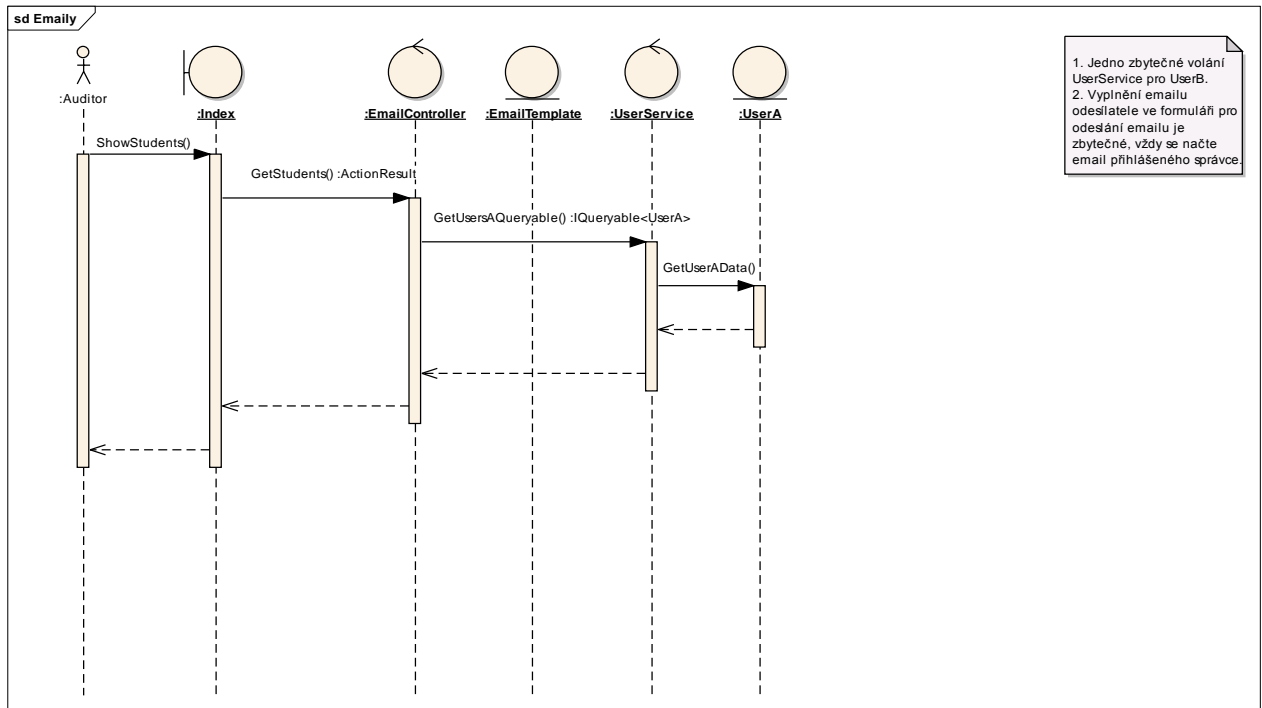 sd Emaily
:Auditor
:Index
:EmailController
:EmailTemplate
:UserService
:UserA
1. Jedno zbytečné volání
UserService pro UserB.
2. Vyplnění emailu
odesílatele ve formuláři pro
odeslání emailu je
zbytečné, vždy se načte
email přihlášeného správce.
ShowStudents()
GetStudents() :ActionResult
GetUsersAQueryable() :IQueryable<UserA>
GetUserAData()